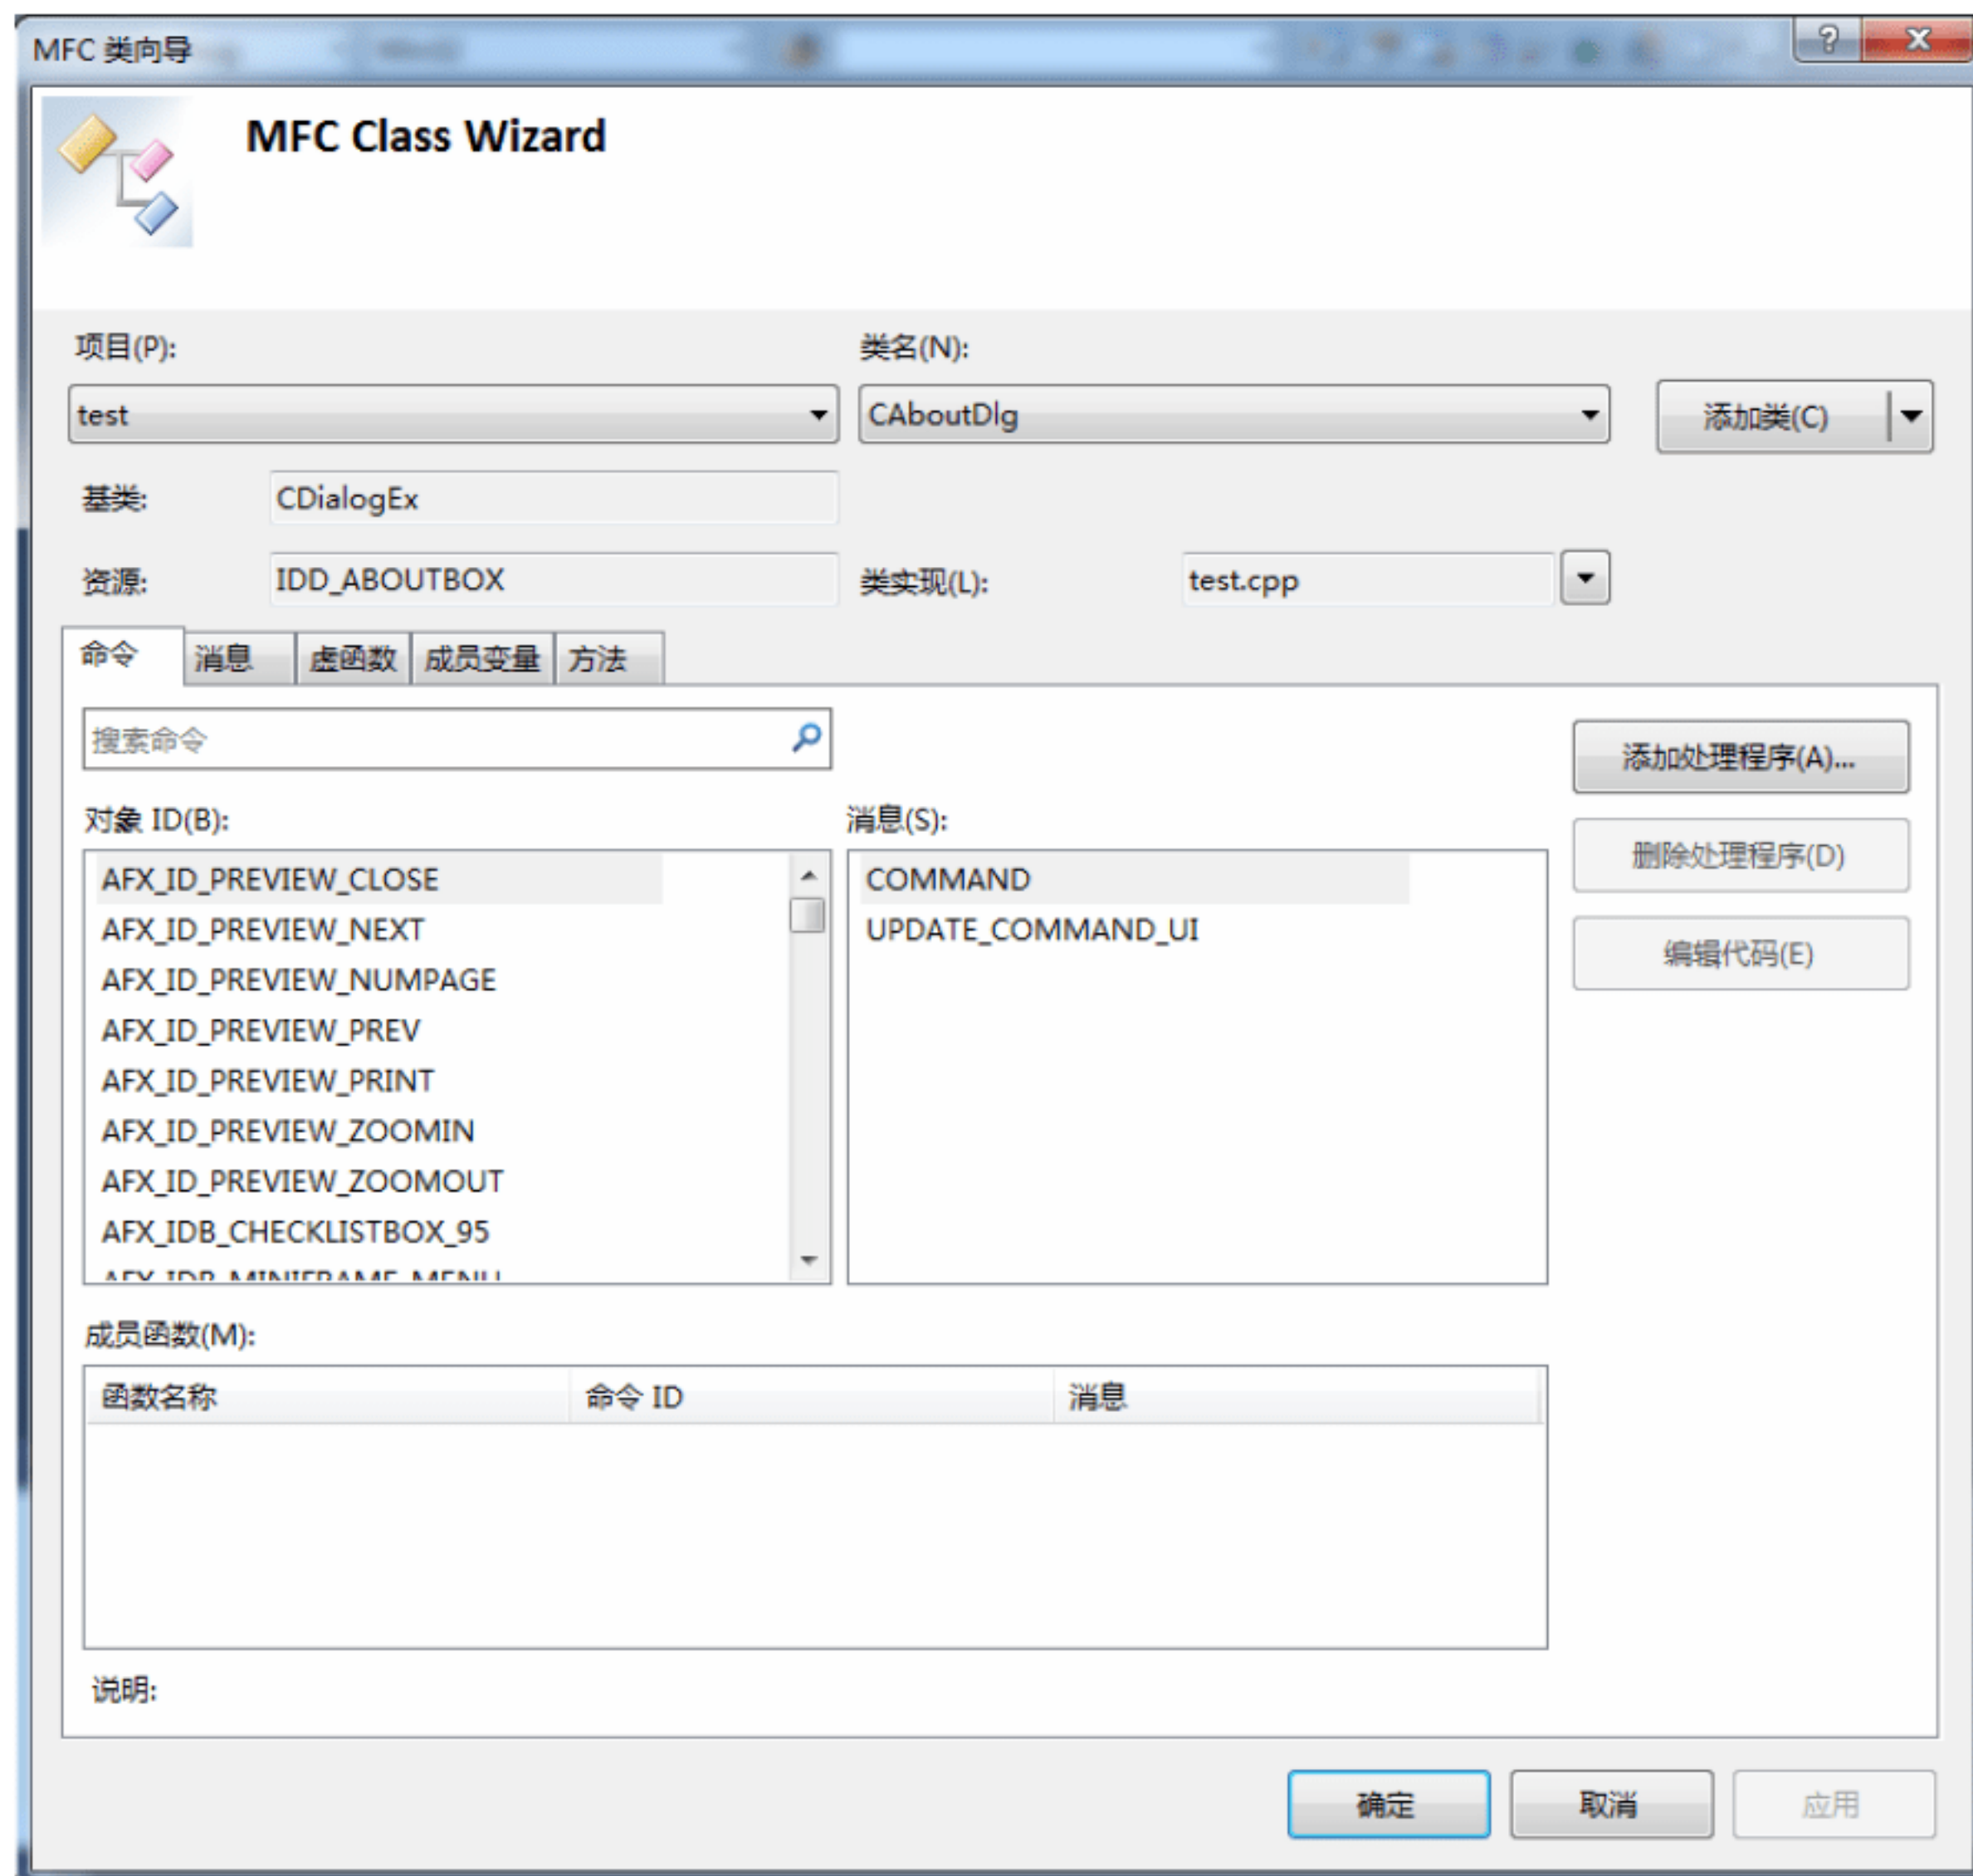 MFC 类向导
MFC Class Wizard
项目(P):
类名(N):
test
CAboutDlg
添加类(C)
基类:
CDialogEx
资源:
IDD_ABOUTBOX
类实现(L):
test.cpp
命令 消息 虚函数 成员变量 方法
搜索命令
添加处理程序(A)...
对象 ID(B):
消息(S):
删除处理程序(D)
编辑代码(E)
AFX_ID_PREVIEW_CLOSE
AFX_ID_PREVIEW_NEXT
AFX_ID_PREVIEW_NUMPAGE
AFX_ID_PREVIEW_PREV
AFX_ID_PREVIEW_PRINT
AFX_ID_PREVIEW_ZOOMIN
AFX_ID_PREVIEW_ZOOMOUT
AFX_IDB_CHECKLISTBOX_95
AFX_IDB_MINIFRAME_MENU
COMMAND
UPDATE_COMMAND_UI
成员函数(M):
函数名称 命令 ID 消息
说明:
确定 取消 应用